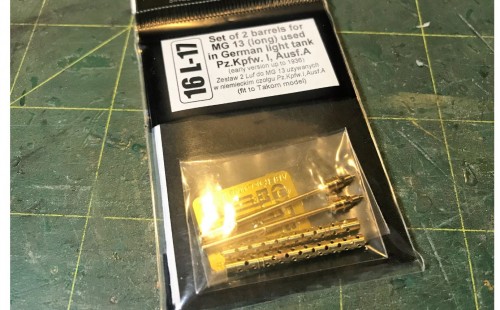 16 L-17
Set of 2 barrels for
MG 13 (long) used
in German light tank
Pz.Kpfw. I, Ausf.A
(early version up to 1936)
Zestaw 2 Luf do MG 13 używanych
w niemieckim czołgu Pz.Kpfw.I,Ausf.A
(fit to Takom model)